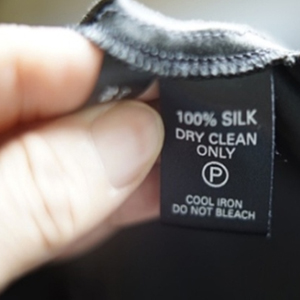 100% SILK
DRY CLEAN
ONLY
P
COOL IRON
DO NOT BLEACH